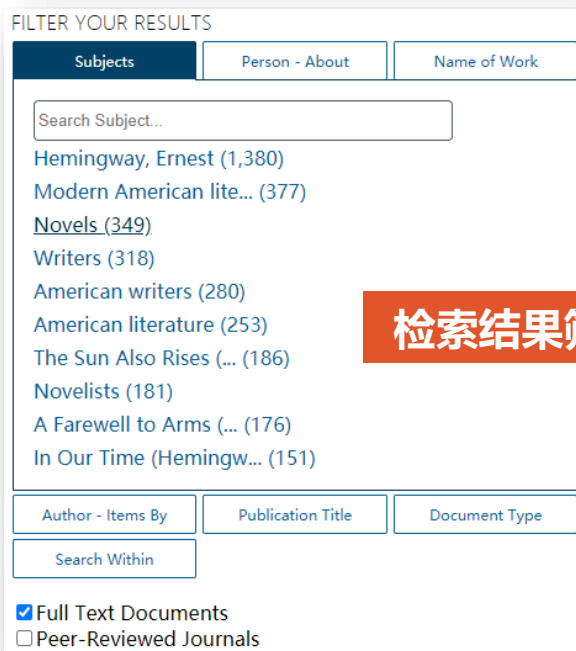 FILTER YOUR RESULTS
Subjects
Person - About
Name of Work
Search Subject...
Hemingway, Ernest (1,380)
Modern American lite... (377)
Novels (349)
Writers (318)
American writers (280)
American literature (253)
The Sun Also Rises (... (186)
Novelists (181)
A Farewell to Arms (... (176)
In Our Time (Hemingw... (151)
检索结果
Author - Items By
Publication Title
Document Type
Search Within
Full Text Documents
Peer-Reviewed Journals